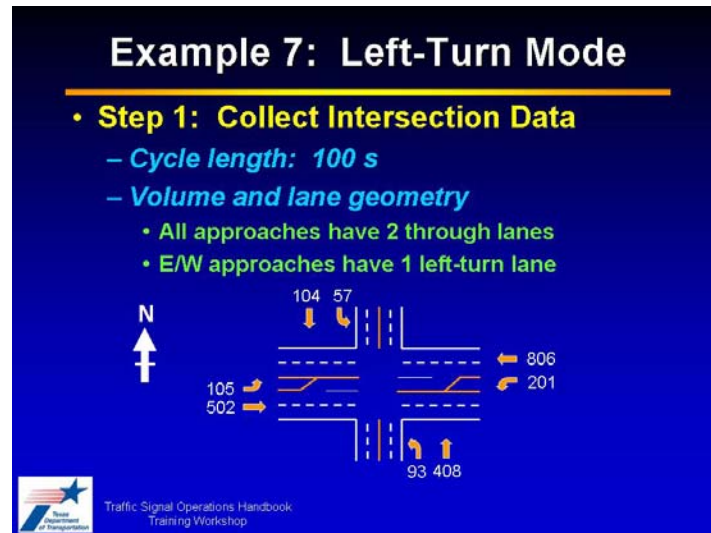 Example 7: Left-Turn Mode
• Step 1: Collect Intersection Data
– Cycle length: 100 s
– Volume and lane geometry
• All approaches have 2 through lanes
• E/W approaches have 1 left-turn lane
104 57
N
806
105
201
502
93 408
Texas
Department
of Transportation
Traffic Signal Operations Handbook
Training Workshop